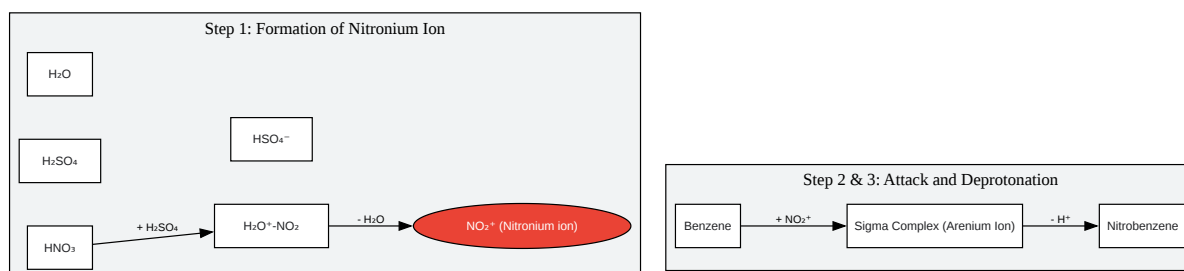 Step 1: Formation of Nitronium Ion
H₂O
H₂SO₄
HSO₄⁻
HNO₃
+ H₂SO₄
H₂O⁺-NO₂
- H₂O
NO₂⁺ (Nitronium ion)
Step 2 & 3: Attack and Deprotonation
Benzene
+ NO₂⁺
Sigma Complex (Arenium Ion)
- H⁺
Nitrobenzene